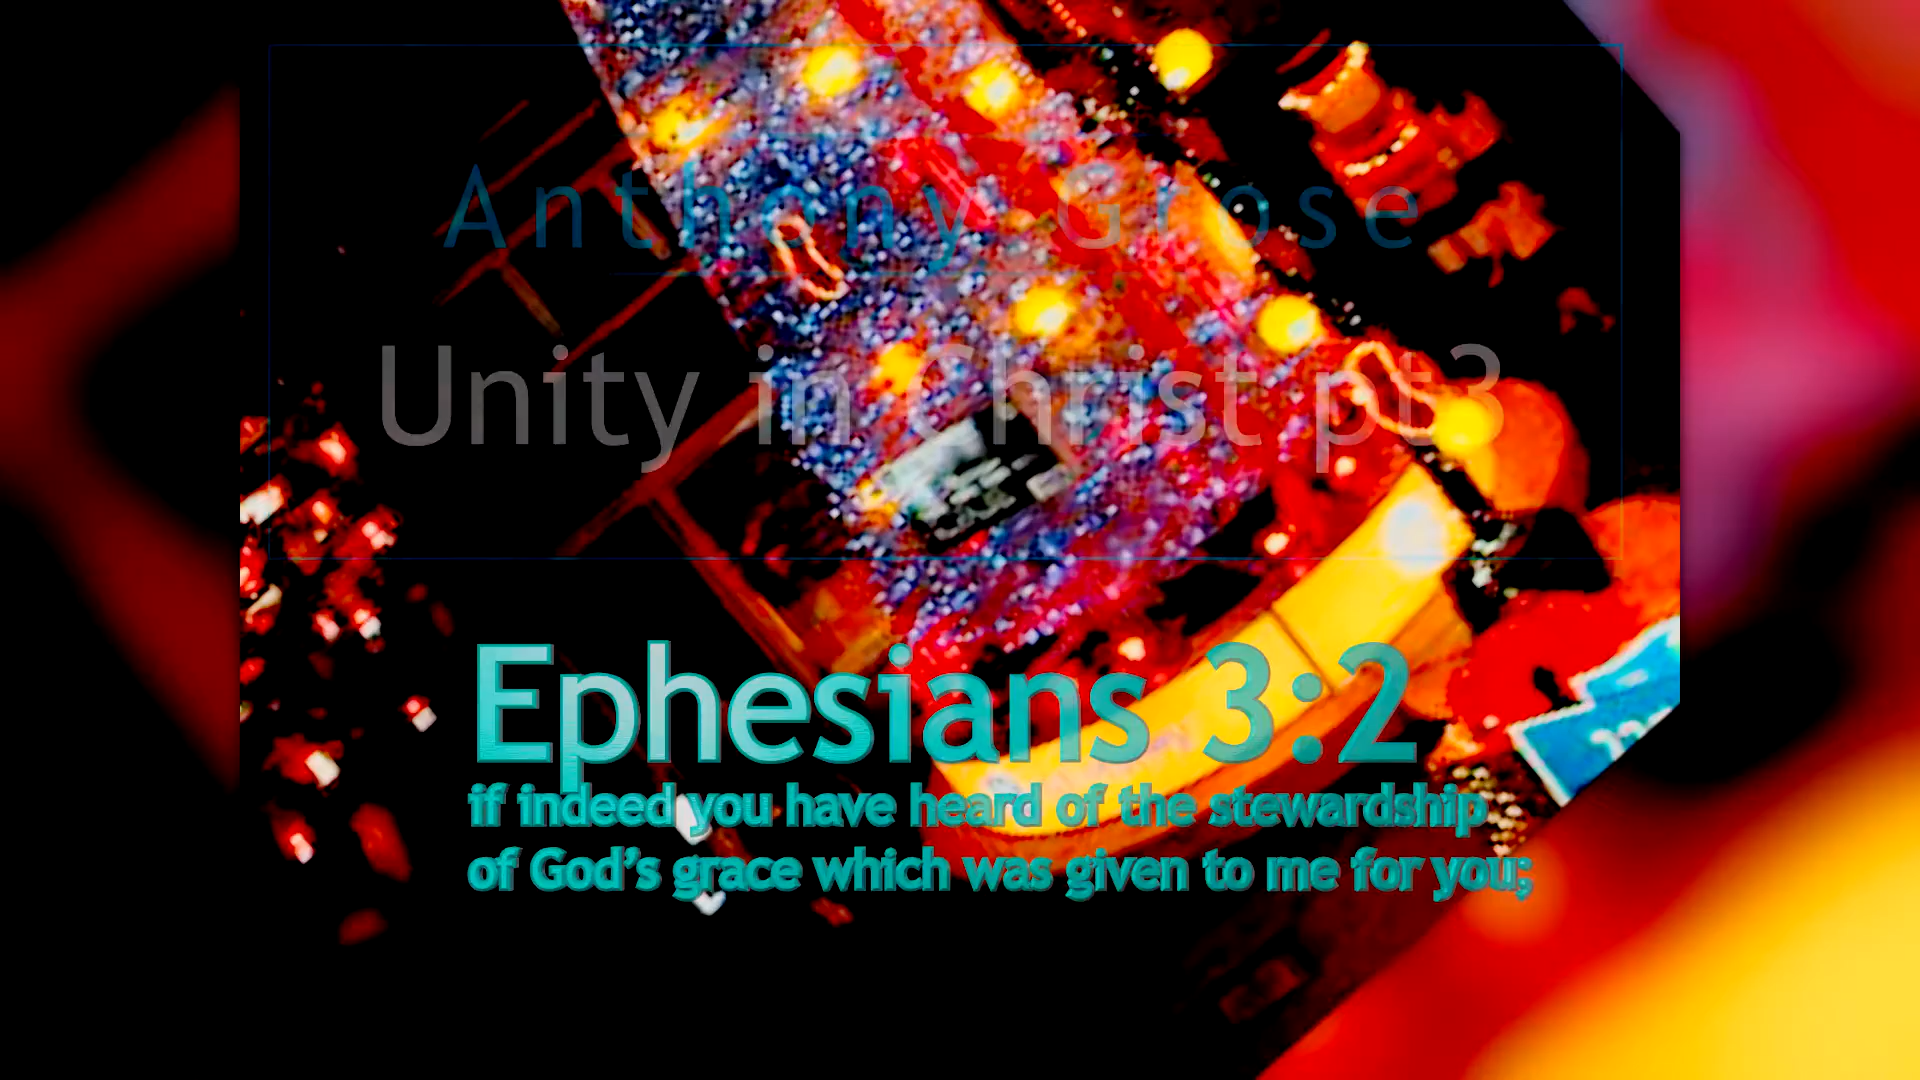 Anthony Grose
Unity in Christ pt3
Ephesians 3:2
if indeed you have heard of the stewardship
of God's grace which was given to me for you;